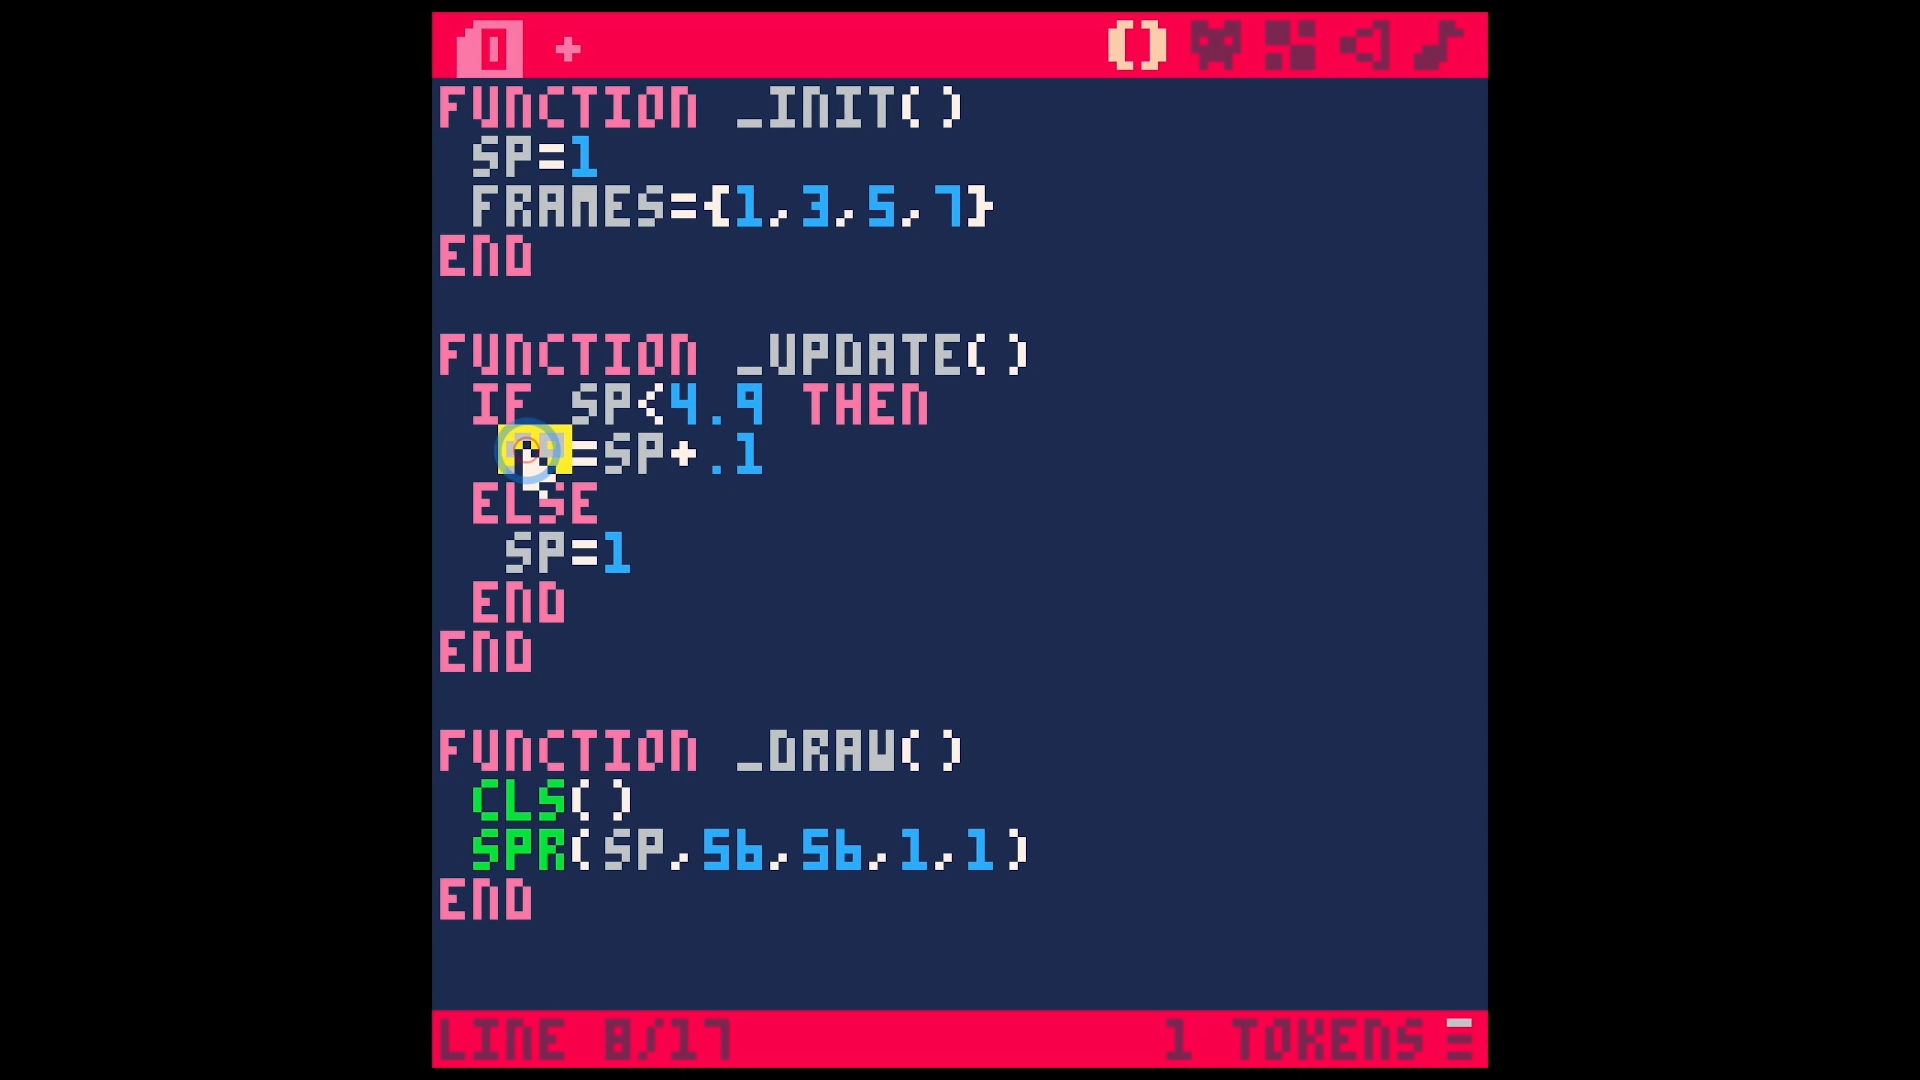 0 +
FUNCTION _INIT()
SP=1
FRAMES={1,3,5,7}
END
FUNCTION _UPDATE()
IF SP<4.9 THEN
=SP+.1
ELSE
SP=1
END
END
FUNCTION _DRAW()
CLS()
SPR(SP,56,56,1,1)
END
LINE 8/17
1 TOKENS